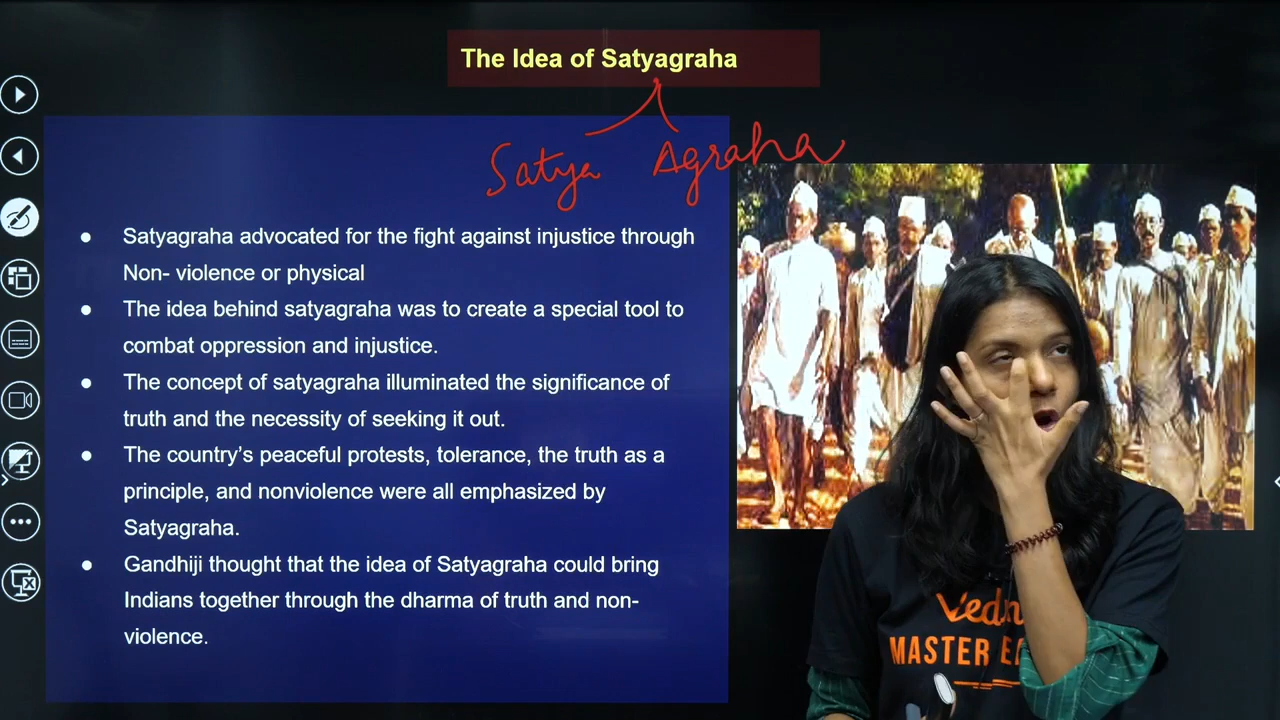 The Idea of Satyagraha
Satya Agraha
● Satyagraha advocated for the fight against injustice through
Non- violence or physical
● The idea behind satyagraha was to create a special tool to
combat oppression and injustice.
● The concept of satyagraha illuminated the significance of
truth and the necessity of seeking it out.
● The country's peaceful protests, tolerance, the truth as a
principle, and nonviolence were all emphasized by
Satyagraha.
● Gandhiji thought that the idea of Satyagraha could bring
Indians together through the dharma of truth and non-
violence.
MASTER